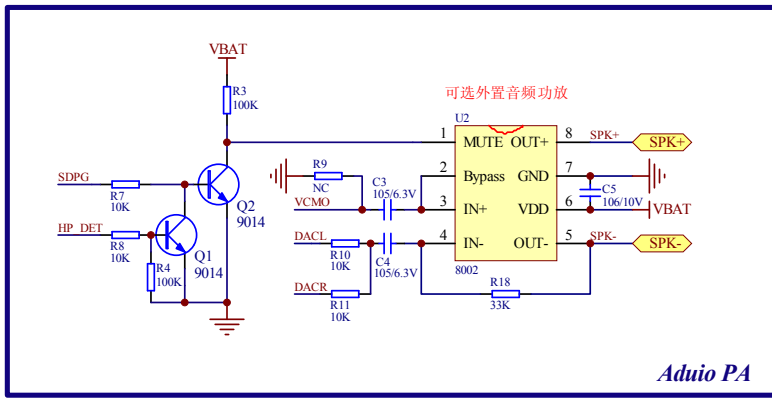 VBAT
R3
100K
可选外置音频功放
U2
1
MUTE
OUT+
8
SPK+
SPK+
2
Bypass
GND
7
3
IN+
VDD
6
4
IN-
OUT-
5
SPK-
SPK-
8002
R9
NC
C3
105/6.3V
VCMO
C5
106/10V
VBAT
SDPG
R7
10K
Q2
9014
HP_DET
R8
10K
Q1
9014
R4
100K
DACL
R10
10K
C4
105/6.3V
DACR
R11
10K
R18
33K
Aduio PA